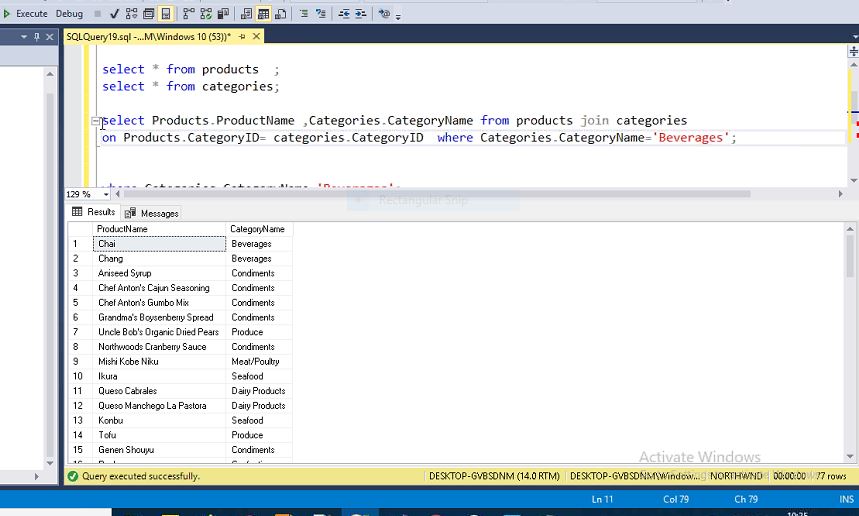 Execute Debug
SQLQuery19.sql -...M\Windows 10 (53))*
select * from products ;
select * from categories;
select Products.ProductName ,Categories.CategoryName from products join categories
on Products.CategoryID= categories.CategoryID where Categories.CategoryName='Beverages';
where Categories.CategoryName='Beverages';
129 %
Rectangular Snip
Results Messages
ProductName CategoryName
1 Chai Beverages
2 Chang Beverages
3 Aniseed Syrup Condiments
4 Chef Anton's Cajun Seasoning Condiments
5 Chef Anton's Gumbo Mix Condiments
6 Grandma's Boysenberry Spread Condiments
7 Uncle Bob's Organic Dried Pears Produce
8 Northwoods Cranberry Sauce Condiments
9 Mishi Kobe Niku Meat/Poultry
10 Ikura Seafood
11 Queso Cabrales Dairy Products
12 Queso Manchego La Pastora Dairy Products
13 Konbu Seafood
14 Tofu Produce
15 Genen Shouyu Condiments
Activate Windows
Query executed successfully. DESKTOP-GVBSDNM (14.0 RTM) DESKTOP-GVBSDNM\Window... NORTHWND 00:00:00 77 rows
Ln 11 Col 79 Ch 79 INS